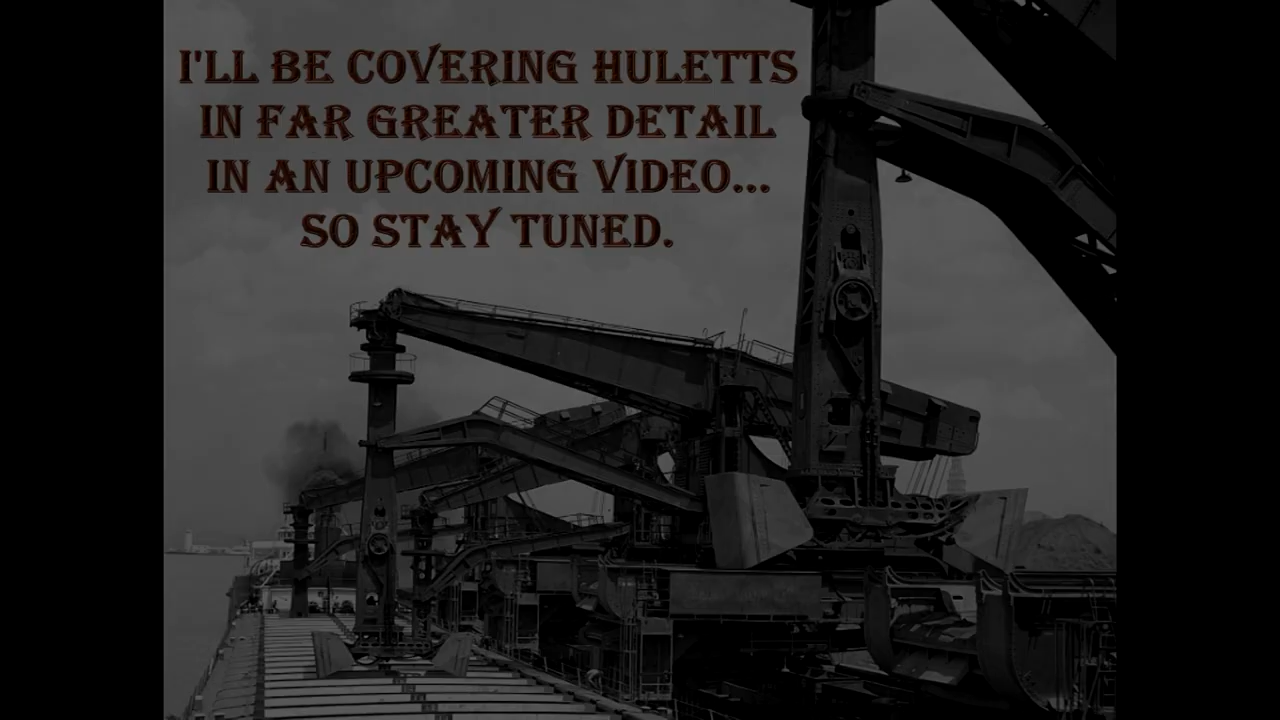 I'LL BE COVERING HULETTS
IN FAR GREATER DETAIL
IN AN UPCOMING VIDEO...
SO STAY TUNED.